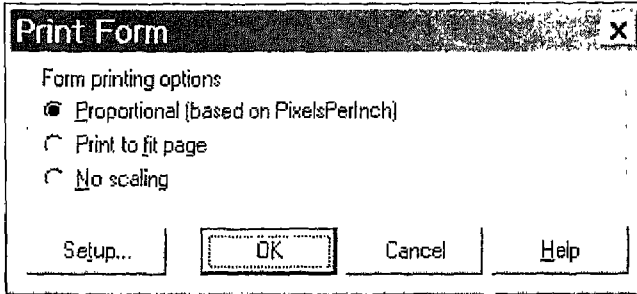 Print Form
Form printing options
Proportional (based on PixelsPerInch)
Print to fit page
No scaling
Setup... OK Cancel Help